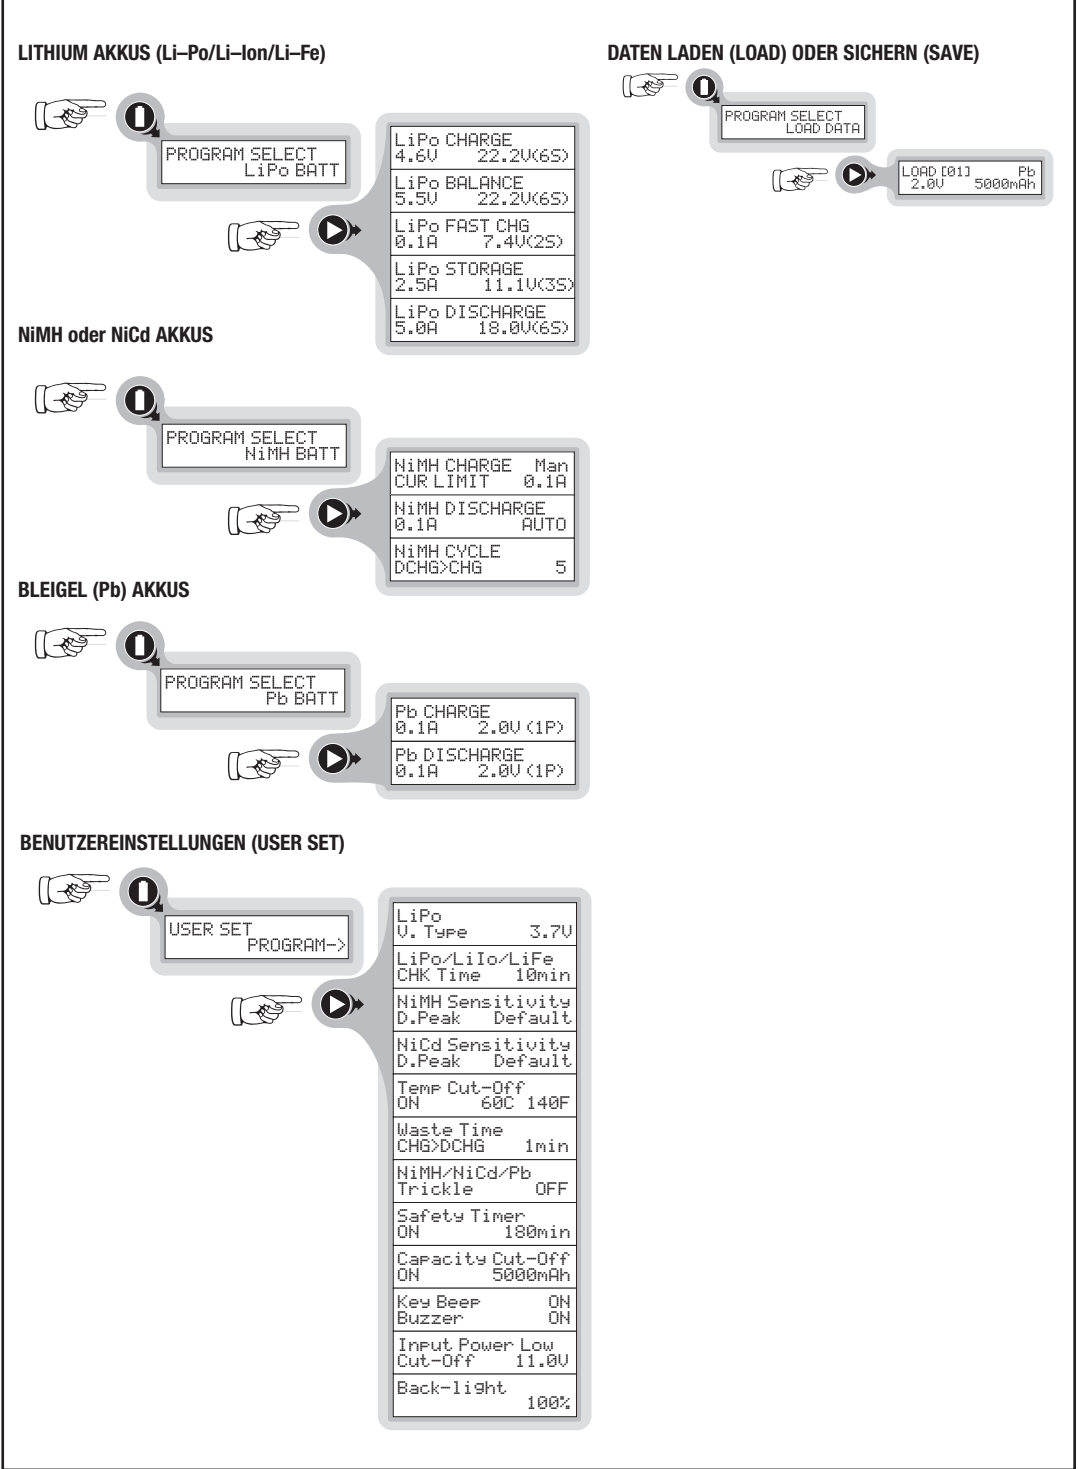 LITHIUM AKKUS (Li–Po/Li–Ion/Li–Fe)
PROGRAM SELECT
LiPo BATT
LiPo CHARGE
4.6V 22.2V(6S)
LiPo BALANCE
5.5V 22.2V(6S)
LiPo FAST CHG
0.1A 7.4V(2S)
LiPo STORAGE
2.5A 11.1V(3S)
LiPo DISCHARGE
5.0A 18.0V(6S)
NiMH oder NiCd AKKUS
PROGRAM SELECT
NiMH BATT
NiMH CHARGE Man
CUR LIMIT 0.1A
NiMH DISCHARGE
0.1A AUTO
NiMH CYCLE
DCHG>CHG 5
BLEIGEL (Pb) AKKUS
PROGRAM SELECT
Pb BATT
Pb CHARGE
0.1A 2.0V (1P)
Pb DISCHARGE
0.1A 2.0V (1P)
BENUTZEREINSTELLUNGEN (USER SET)
USER SET
PROGRAM->
LiPo
V. Type 3.7V
LiPo/LiIo/LiFe
CHK Time 10min
NiMH Sensitivity
D.Peak Default
NiCd Sensitivity
D.Peak Default
Temp Cut-Off
ON 60C 140F
Waste Time
CHG>DCHG 1min
NiMH/NiCd/Pb
Trickle OFF
Safety Timer
ON 180min
Capacity Cut-Off
ON 5000mAh
Key Beep ON
Buzzer ON
Input Power Low
Cut-Off 11.0V
Back-light
100%
DATEN LADEN (LOAD) ODER SICHERN (SAVE)
PROGRAM SELECT
LOAD DATA
LOAD [01] Pb
2.0V 5000mAh